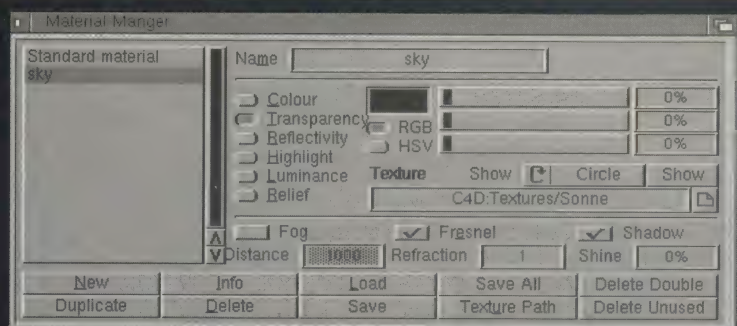 Material Manger
Standard material
sky
Name sky
Colour
Transparency
Reflectivity
Highlight
Luminance
Relief
RGB
HSV
0%
0%
0%
Texture Show Circle Show
C4D:Textures/Sonne
Fog Fresnel Shadow
Distance 1000 Refraction 1 Shine 0%
New Info Load Save All Delete Double
Duplicate Delete Save Texture Path Delete Unused